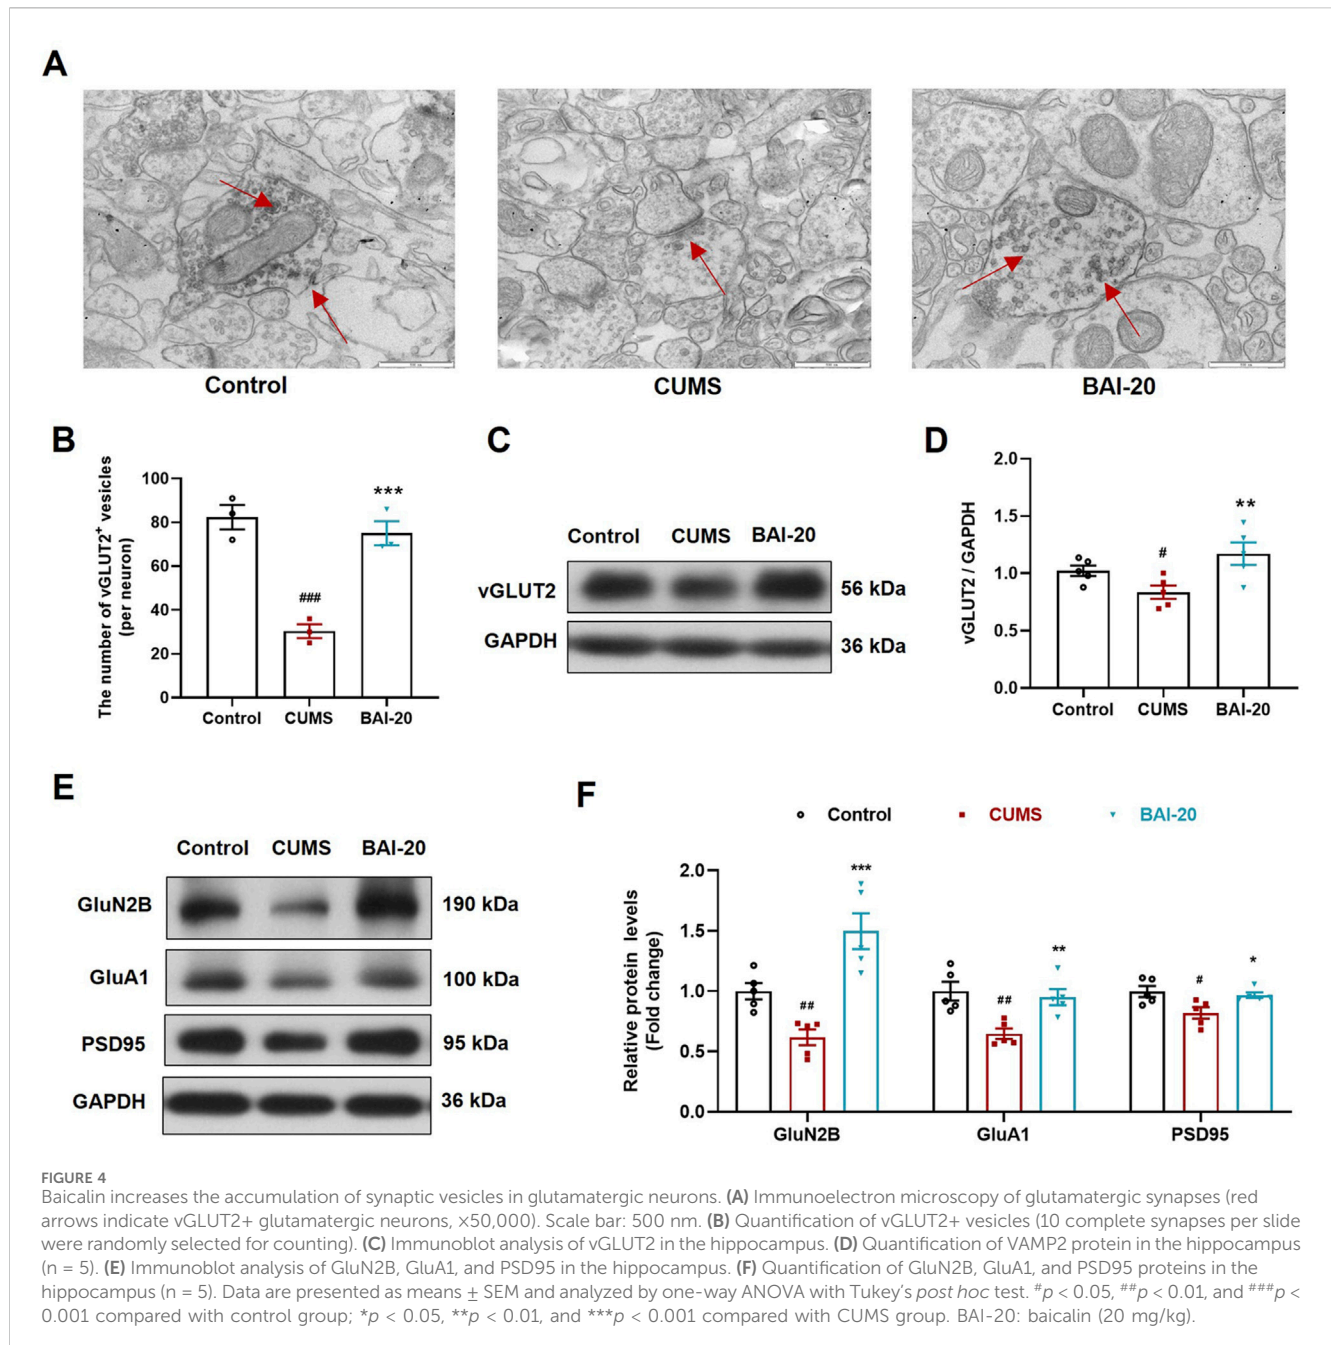 A
Control
CUMS
BAI-20
B
The number of vGLUT2⁺ vesicles
(per neuron)
100
80
60
40
20
0
###
***
Control
CUMS
BAI-20
C
Control
CUMS
BAI-20
vGLUT2
56 kDa
GAPDH
36 kDa
D
vGLUT2 / GAPDH
2.0
1.5
1.0
0.5
0.0
#
**
Control
CUMS
BAI-20
E
Control
CUMS
BAI-20
GluN2B
190 kDa
GluA1
100 kDa
PSD95
95 kDa
GAPDH
36 kDa
F
Control
CUMS
BAI-20
Relative protein levels
(Fold change)
2.0
1.5
1.0
0.5
0.0
##
***
##
**
#
*
GluN2B
GluA1
PSD95
FIGURE 4
Baicalin increases the accumulation of synaptic vesicles in glutamatergic neurons. (A) Immunoelectron microscopy of glutamatergic synapses (red
arrows indicate vGLUT2+ glutamatergic neurons, ×50,000). Scale bar: 500 nm. (B) Quantification of vGLUT2+ vesicles (10 complete synapses per slide
were randomly selected for counting). (C) Immunoblot analysis of vGLUT2 in the hippocampus. (D) Quantification of VAMP2 protein in the hippocampus
(n = 5). (E) Immunoblot analysis of GluN2B, GluA1, and PSD95 in the hippocampus. (F) Quantification of GluN2B, GluA1, and PSD95 proteins in the
hippocampus (n = 5). Data are presented as means ± SEM and analyzed by one-way ANOVA with Tukey's post hoc test. #p < 0.05, ##p < 0.01, and ###p <
0.001 compared with control group; *p < 0.05, **p < 0.01, and ***p < 0.001 compared with CUMS group. BAI-20: baicalin (20 mg/kg).